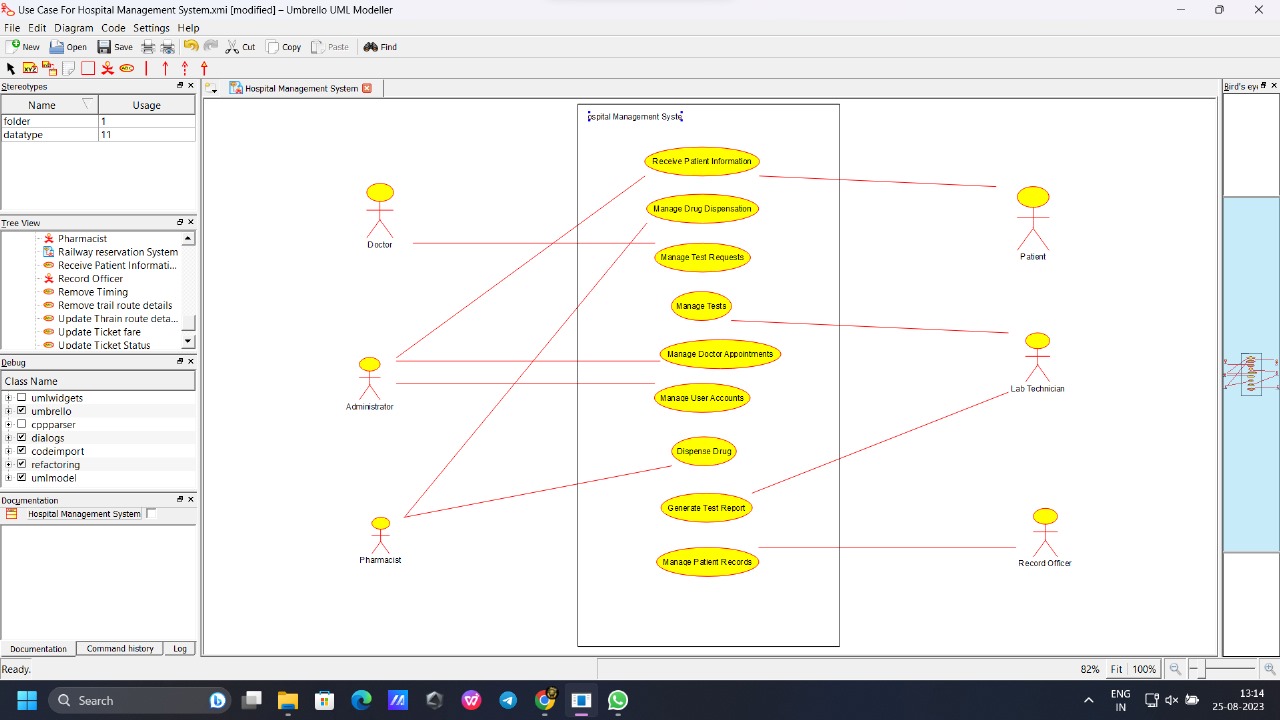 Use Case For Hospital Management System.xmi [modified] – Umbrello UML Modeller
File Edit Diagram Code Settings Help
New Open Save Cut Copy Paste Find
Stereotypes
Name Usage
folder 1
datatype 11
Tree View
Pharmacist
Railway reservation System
Receive Patient Informati...
Record Officer
Remove Timing
Remove trail route details
Update Thrain route deta...
Update Ticket fare
Update Ticket Status
Debug
Class Name
umlwidgets
umbrello
cppparser
dialogs
codeimport
refactoring
umlmodel
Documentation
Hospital Management System
Documentation Command history Log
Ready.
Hospital Management System
Bird's ey
ospital Management Syste
Receive Patient Information
Manage Drug Dispensation
Manage Test Requests
Manage Tests
Manage Doctor Appointments
Manage User Accounts
Dispense Drug
Generate Test Report
Manage Patient Records
Doctor
Administrator
Pharmacist
Patient
Lab Technician
Record Officer
82% Fit 100%
Search
ENG
IN
13:14
25-08-2023